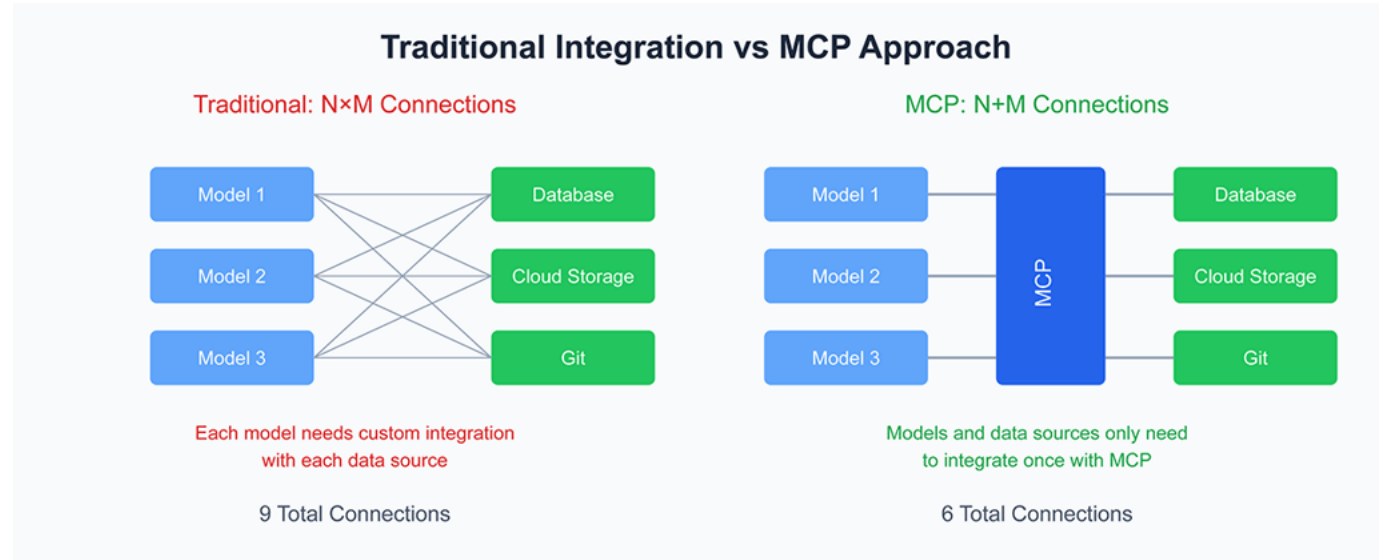 Traditional Integration vs MCP Approach
Traditional: N×M Connections
Model 1
Database
Model 2
Cloud Storage
Model 3
Git
Each model needs custom integration
with each data source
9 Total Connections
MCP: N+M Connections
Model 1
Database
Model 2
MCP
Cloud Storage
Model 3
Git
Models and data sources only need
to integrate once with MCP
6 Total Connections